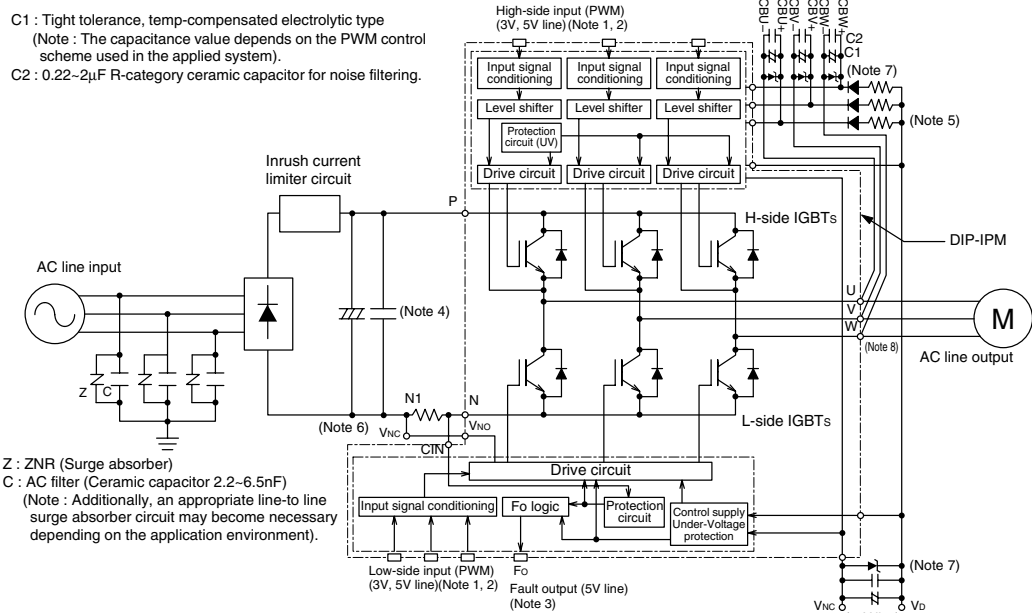 C1 : Tight tolerance, temp-compensated electrolytic type
(Note : The capacitance value depends on the PWM control
scheme used in the applied system).
C2 : 0.22~2μF R-category ceramic capacitor for noise filtering.
High-side input (PWM)
(3V, 5V line) (Note 1, 2)
CBU-
CBU+
CBV-
CBV+
CBW-
CBW+
C2
C1
(Note 7)
(Note 5)
Input signal
conditioning
Input signal
conditioning
Input signal
conditioning
Level shifter
Level shifter
Level shifter
Protection
circuit (UV)
Drive circuit
Drive circuit
Drive circuit
Inrush current
limiter circuit
P
H-side IGBTs
DIP-IPM
AC line input
(Note 4)
U
V
W
(Note 8)
M
AC line output
Z
C
(Note 6)
N1
N
VNC
VNO
CIN
L-side IGBTs
Z : ZNR (Surge absorber)
C : AC filter (Ceramic capacitor 2.2~6.5nF)
(Note : Additionally, an appropriate line-to line
surge absorber circuit may become necessary
depending on the application environment).
Drive circuit
Input signal conditioning
Fo logic
Protection
circuit
Control supply
Under-Voltage
protection
Low-side input (PWM)
(3V, 5V line)(Note 1, 2)
FO
Fault output (5V line)
(Note 3)
(Note 7)
VNC
VD